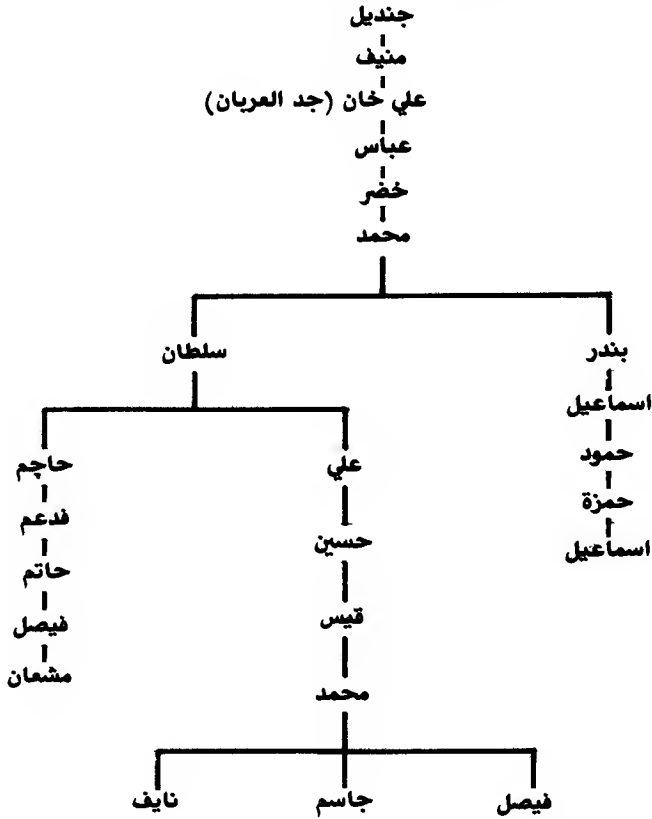 جنديل
منيف
علي خان (جد العربان)
عباس
خضر
محمد
بندر
سلطان
اسماعيل
حمود
حمزة
اسماعيل
علي
حسين
قيس
محمد
حاچم
فدعم
حاتم
فيصل
مشعان
فيصل
جاسم
نايف